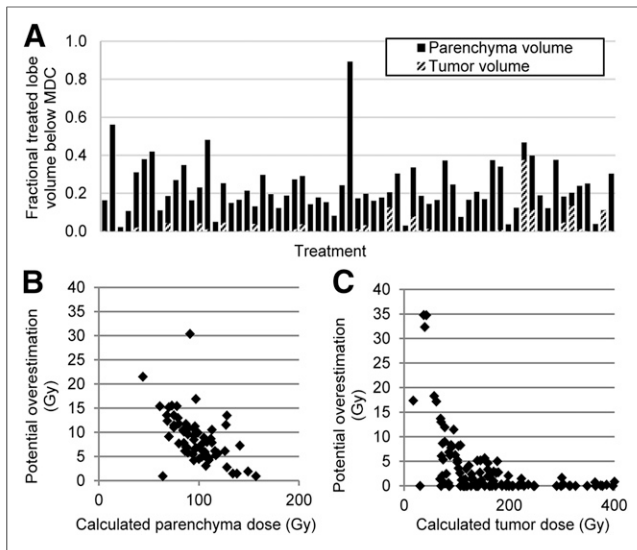 A
Fractional treated lobe
volume below MDC
1.0
0.8
0.6
0.4
0.2
0.0
Parenchyma volume
Tumor volume
Treatment
B
Potential overestimation
(Gy)
40
35
30
25
20
15
10
5
0
0 100 200
Calculated parenchyma dose (Gy)
C
Potential overestimation
(Gy)
40
35
30
25
20
15
10
5
0
0 200 400
Calculated tumor dose (Gy)